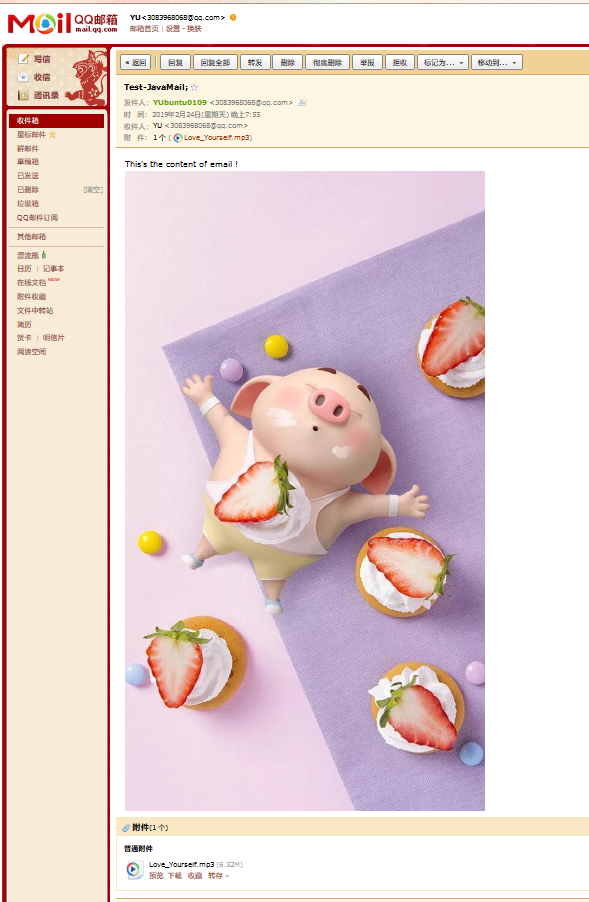 Mail QQ邮箱
mail.qq.com
YU<3083968068@qq.com>
邮箱首页 | 设置 - 换肤
写信
收信
通讯录
收件箱
星标邮件
群邮件
草稿箱
已发送
已删除 [清空]
垃圾箱
QQ邮件订阅
其他邮箱
漂流瓶
日历 | 记事本
在线文档 NEW
附件收藏
文件中转站
简历
贺卡 | 明信片
阅读空间
« 返回 回复 回复全部 转发 删除 彻底删除 举报 拒收 标记为... 移动到...
Test-JavaMail;
发件人: YUbuntu0109 <3083968068@qq.com>
时 间: 2019年2月24日(星期天) 晚上7:55
收件人: YU <3083968068@qq.com>
附 件: 1 个 ( Love_Yourself.mp3)
This's the content of email !
附件(1 个)
普通附件
Love_Yourself.mp3 (6.32M)
预览 下载 收藏 转存